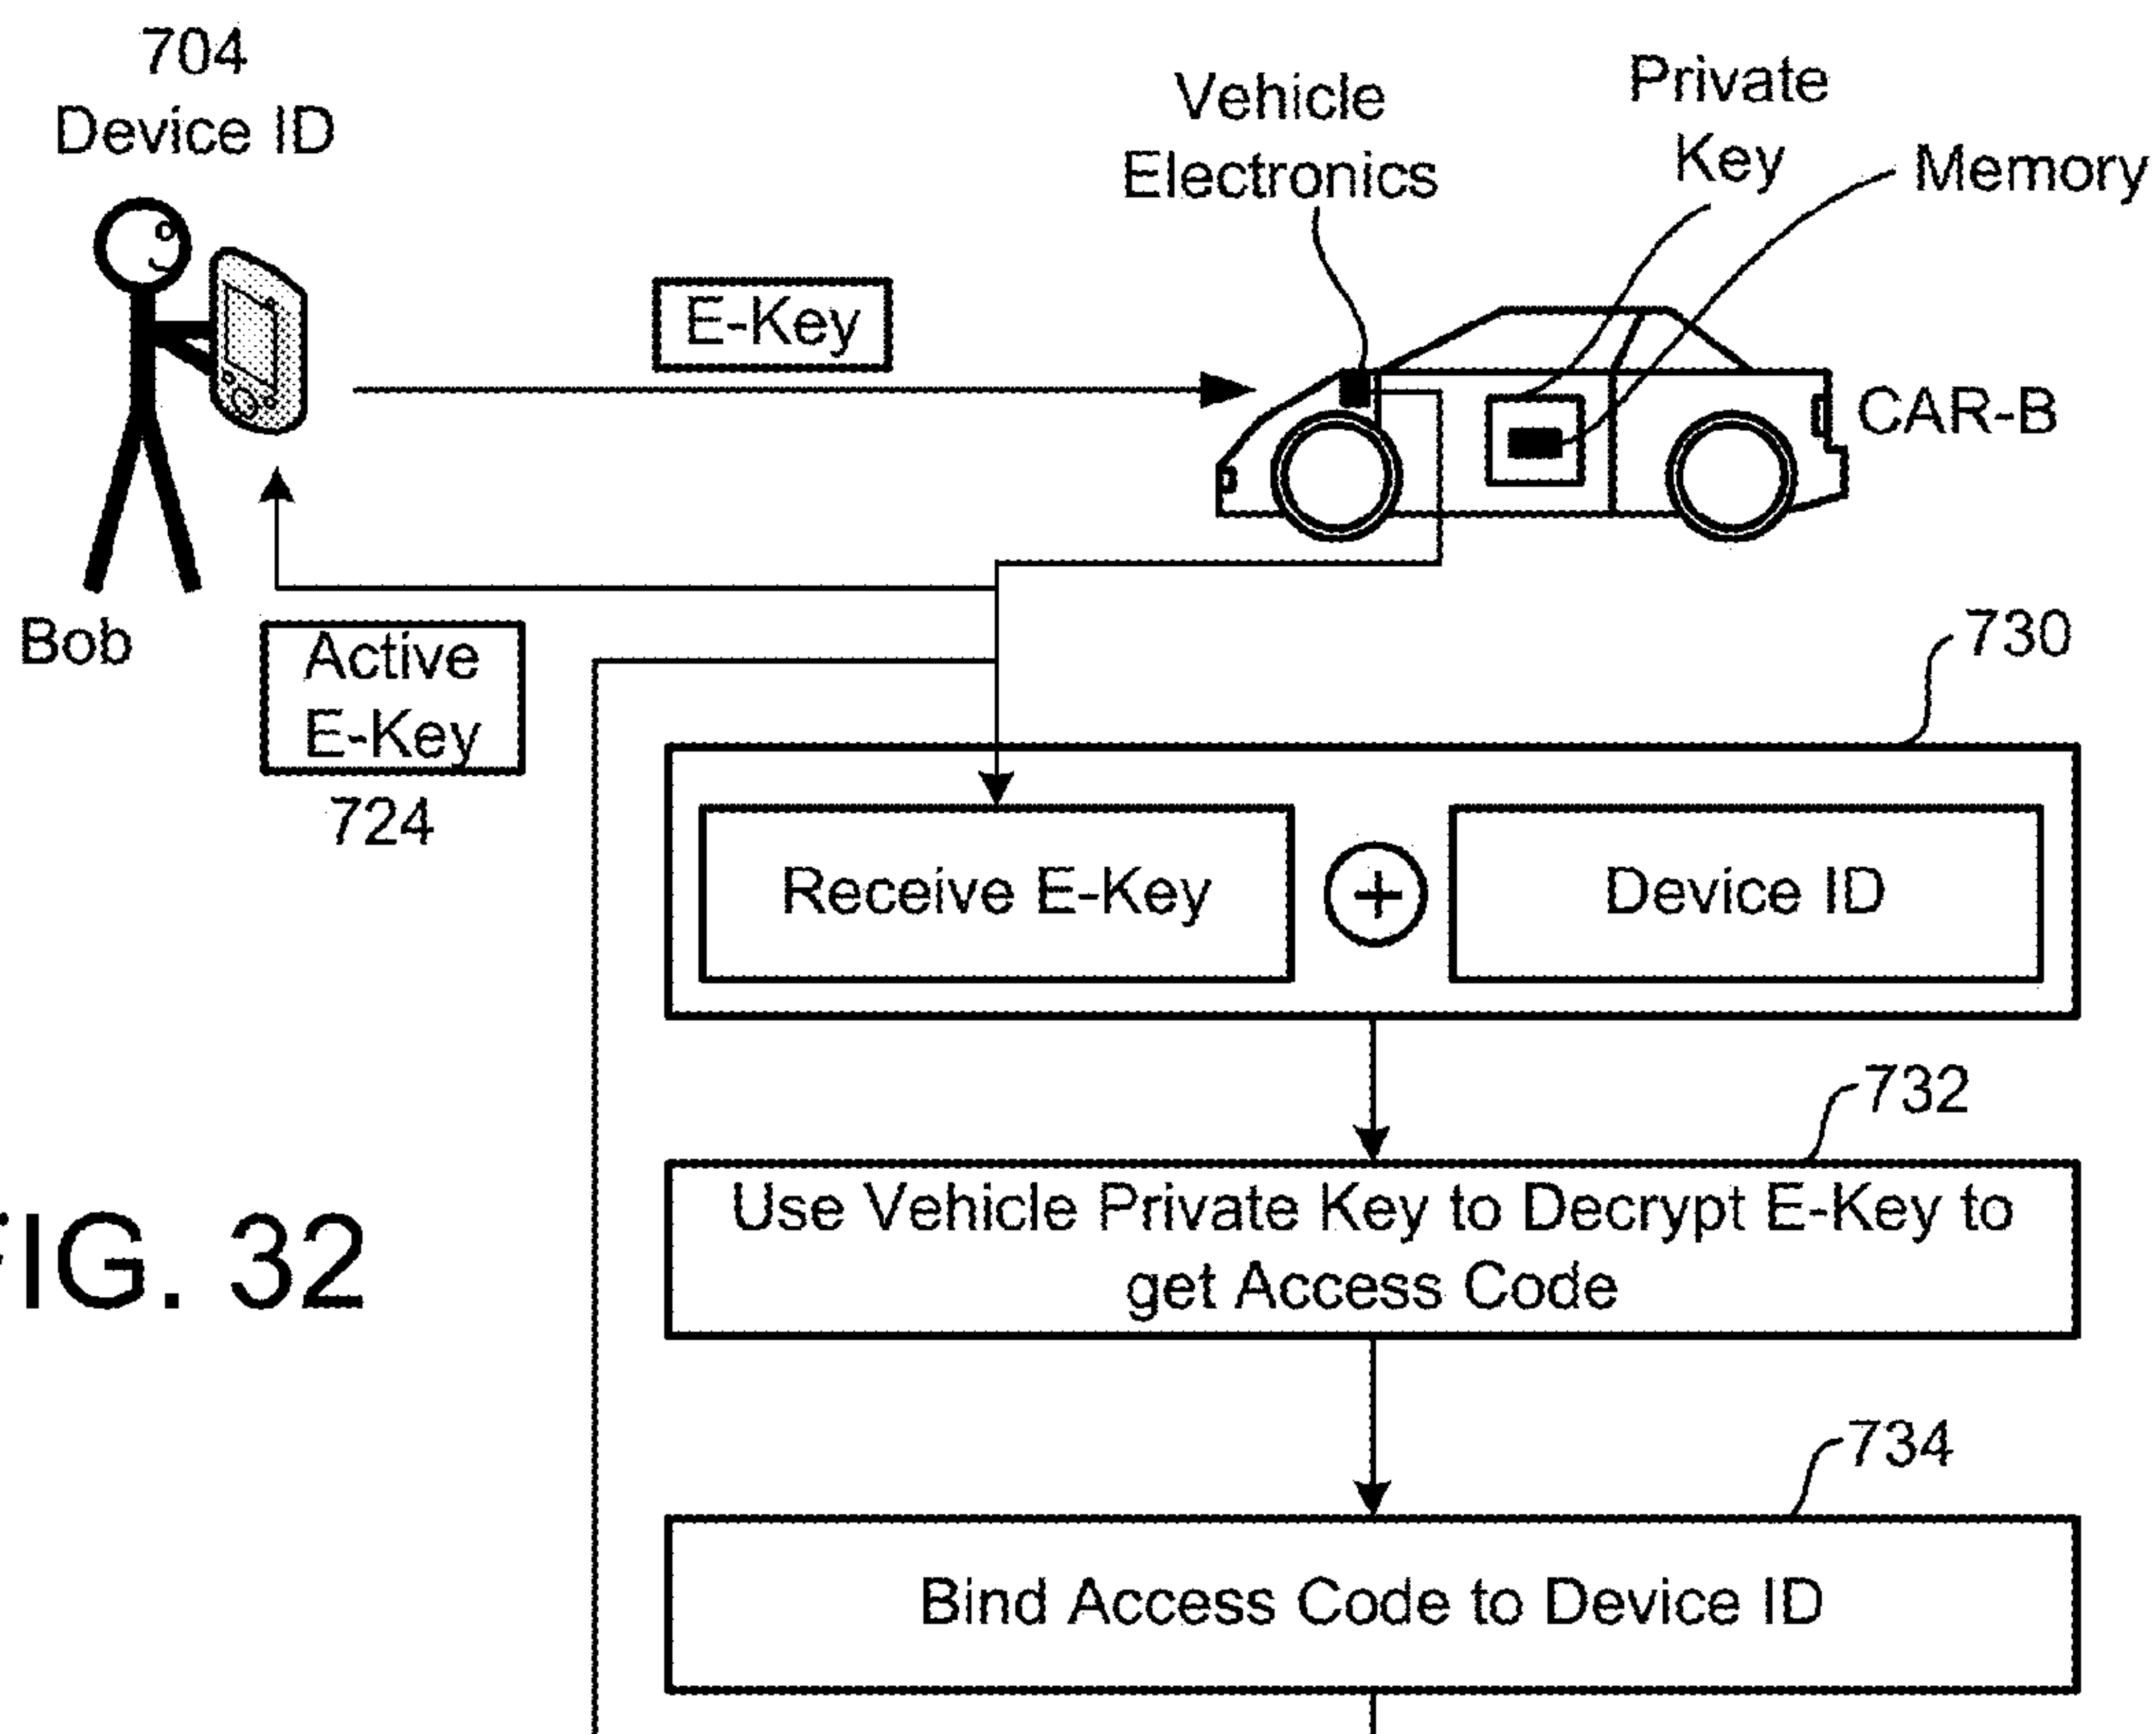 704
Device ID
Vehicle
Electronics
Private
Key
Memory
E-Key
CAR-B
Bob
Active
E-Key
724
730
Receive E-Key
+
Device ID
732
Use Vehicle Private Key to Decrypt E-Key to
get Access Code
FIG. 32
734
Bind Access Code to Device ID